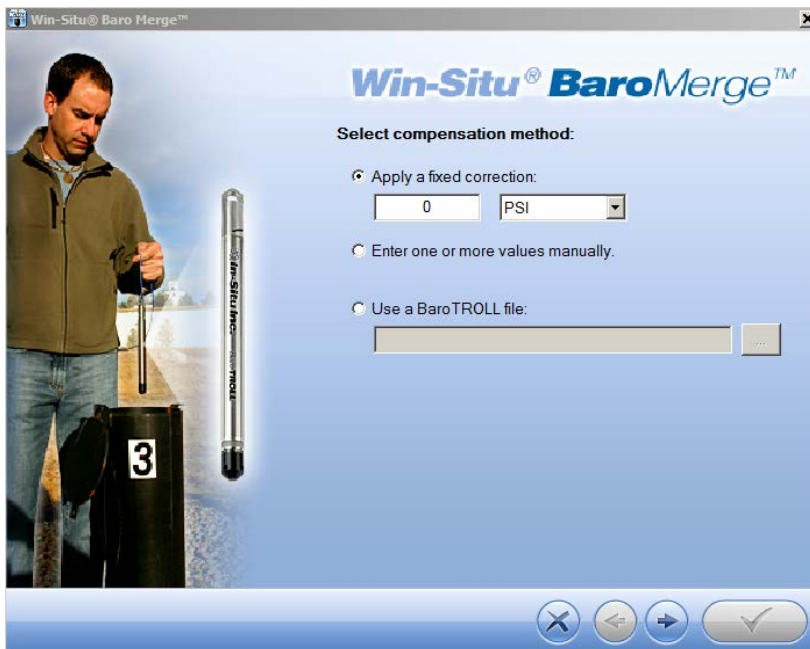 Win-Situ® Baro Merge™
Win-Situ® BaroMerge™
Select compensation method:
Apply a fixed correction:
0 PSI
Enter one or more values manually.
Use a BaroTROLL file:
...
In-Situ Inc.
TROLL
3